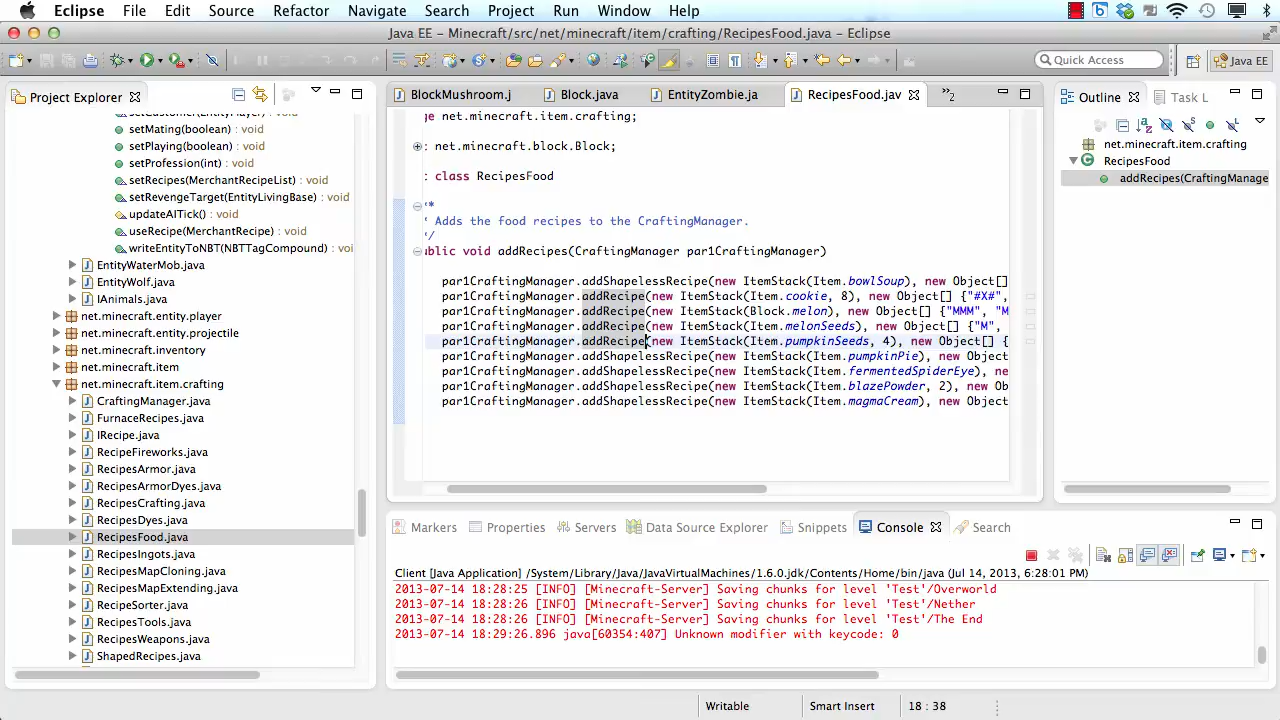 Eclipse File Edit Source Refactor Navigate Search Project Run Window Help
Java EE – Minecraft/src/net/minecraft/item/crafting/RecipesFood.java – Eclipse
Quick Access
Java EE
Project Explorer
setMating(boolean) : void
setPlaying(boolean) : void
setProfession(int) : void
setRecipes(MerchantRecipeList) : void
setRevengeTarget(EntityLivingBase) : void
updateAITick() : void
useRecipe(MerchantRecipe) : void
writeEntityToNBT(NBTTagCompound) : voi
EntityWaterMob.java
EntityWolf.java
IAnimals.java
net.minecraft.entity.player
net.minecraft.entity.projectile
net.minecraft.inventory
net.minecraft.item
net.minecraft.item.crafting
CraftingManager.java
FurnaceRecipes.java
IRecipe.java
RecipeFireworks.java
RecipesArmor.java
RecipesArmorDyes.java
RecipesCrafting.java
RecipesDyes.java
RecipesFood.java
RecipesIngots.java
RecipesMapCloning.java
RecipesMapExtending.java
RecipeSorter.java
RecipesTools.java
RecipesWeapons.java
ShapedRecipes.java
BlockMushroom.j Block.java EntityZombie.ja RecipesFood.jav »2
ge net.minecraft.item.crafting;
: net.minecraft.block.Block;
: class RecipesFood
*
Adds the food recipes to the CraftingManager.
*/
ublic void addRecipes(CraftingManager par1CraftingManager)
par1CraftingManager.addShapelessRecipe(new ItemStack(Item.bowlSoup), new Object[]
par1CraftingManager.addRecipe(new ItemStack(Item.cookie, 8), new Object[] {"#X#",
par1CraftingManager.addRecipe(new ItemStack(Block.melon), new Object[] {"MMM", "M
par1CraftingManager.addRecipe(new ItemStack(Item.melonSeeds), new Object[] {"M",
par1CraftingManager.addRecipe(new ItemStack(Item.pumpkinSeeds, 4), new Object[] {
par1CraftingManager.addShapelessRecipe(new ItemStack(Item.pumpkinPie), new Object
par1CraftingManager.addShapelessRecipe(new ItemStack(Item.fermentedSpiderEye), ne
par1CraftingManager.addShapelessRecipe(new ItemStack(Item.blazePowder, 2), new Ob
par1CraftingManager.addShapelessRecipe(new ItemStack(Item.magmaCream), new Object
Outline Task L
net.minecraft.item.crafting
RecipesFood
addRecipes(CraftingManage
Markers Properties Servers Data Source Explorer Snippets Console Search
Client [Java Application] /System/Library/Java/JavaVirtualMachines/1.6.0.jdk/Contents/Home/bin/java (Jul 14, 2013, 6:28:01 PM)
2013-07-14 18:28:25 [INFO] [Minecraft-Server] Saving chunks for level 'Test'/Overworld
2013-07-14 18:28:26 [INFO] [Minecraft-Server] Saving chunks for level 'Test'/Nether
2013-07-14 18:28:26 [INFO] [Minecraft-Server] Saving chunks for level 'Test'/The End
2013-07-14 18:29:26.896 java[60354:407] Unknown modifier with keycode: 0
Writable Smart Insert 18 : 38